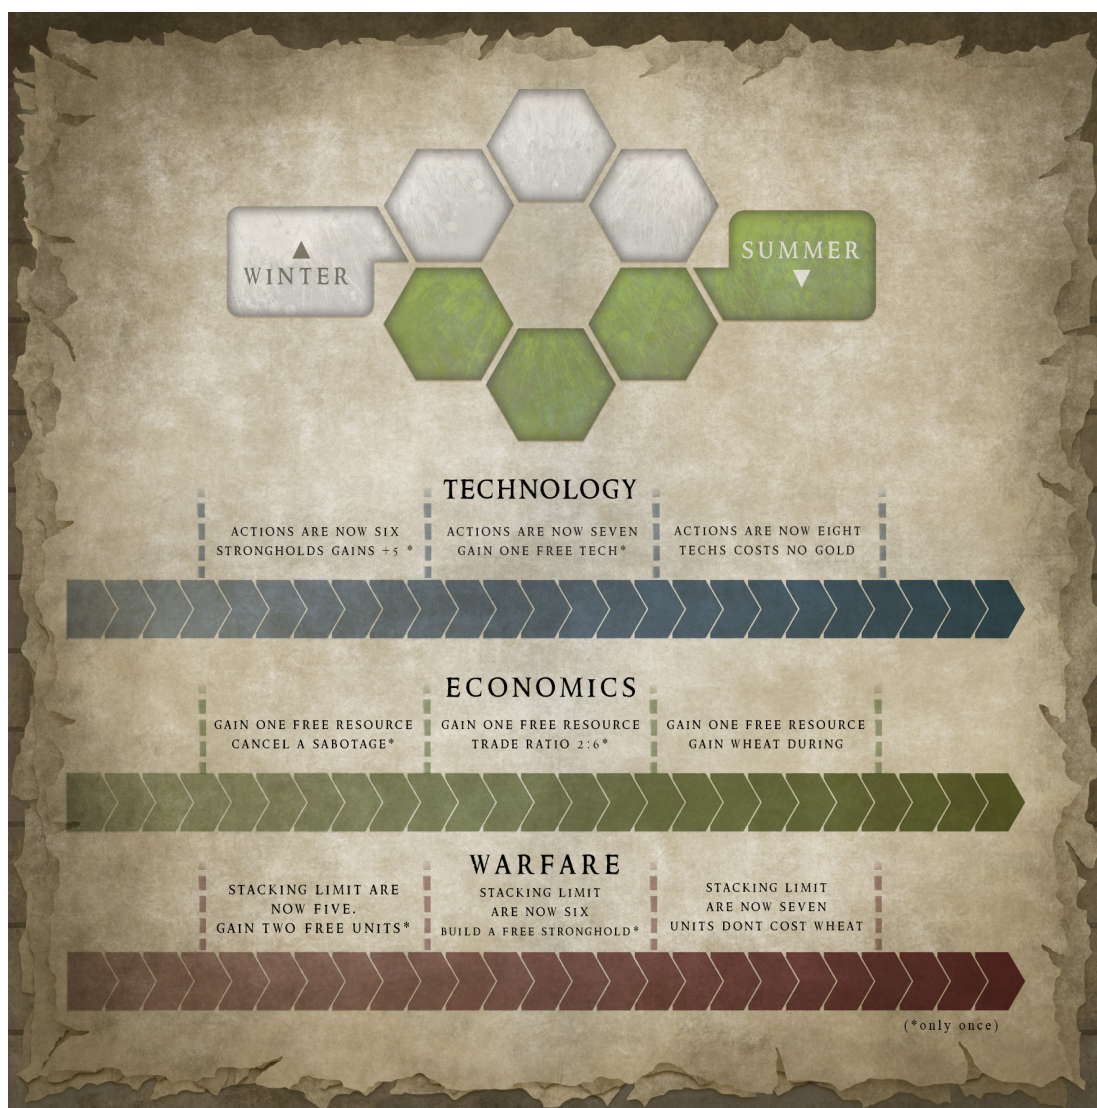 WINTER
SUMMER
TECHNOLOGY
ACTIONS ARE NOW SIX
STRONGHOLDS GAINS +5 *
ACTIONS ARE NOW SEVEN
GAIN ONE FREE TECH*
ACTIONS ARE NOW EIGHT
TECHS COSTS NO GOLD
ECONOMICS
GAIN ONE FREE RESOURCE
CANCEL A SABOTAGE*
GAIN ONE FREE RESOURCE
TRADE RATIO 2:6*
GAIN ONE FREE RESOURCE
GAIN WHEAT DURING
WARFARE
STACKING LIMIT ARE
NOW FIVE.
GAIN TWO FREE UNITS*
STACKING LIMIT
ARE NOW SIX
BUILD A FREE STRONGHOLD*
STACKING LIMIT
ARE NOW SEVEN
UNITS DONT COST WHEAT
(*only once)